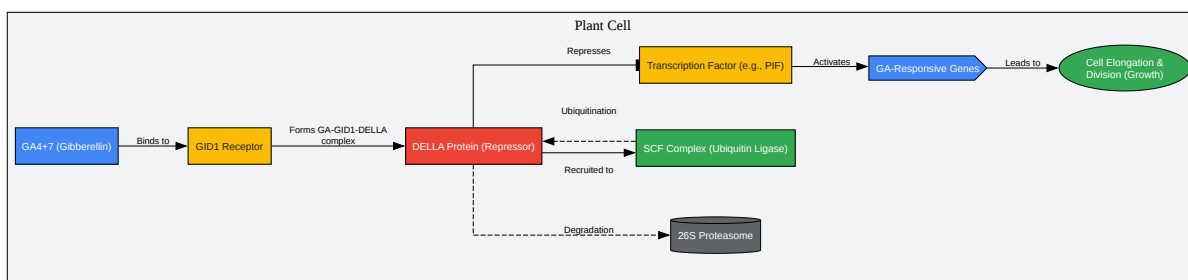 Plant Cell
Represses
Transcription Factor (e.g., PIF)
Activates
GA-Responsive Genes
Leads to
Cell Elongation &
Division (Growth)
Ubiquitination
GA4+7 (Gibberellin)
Binds to
GID1 Receptor
Forms GA-GID1-DELLA
complex
DELLA Protein (Repressor)
SCF Complex (Ubiquitin Ligase)
Recruited to
Degradation
26S Proteasome